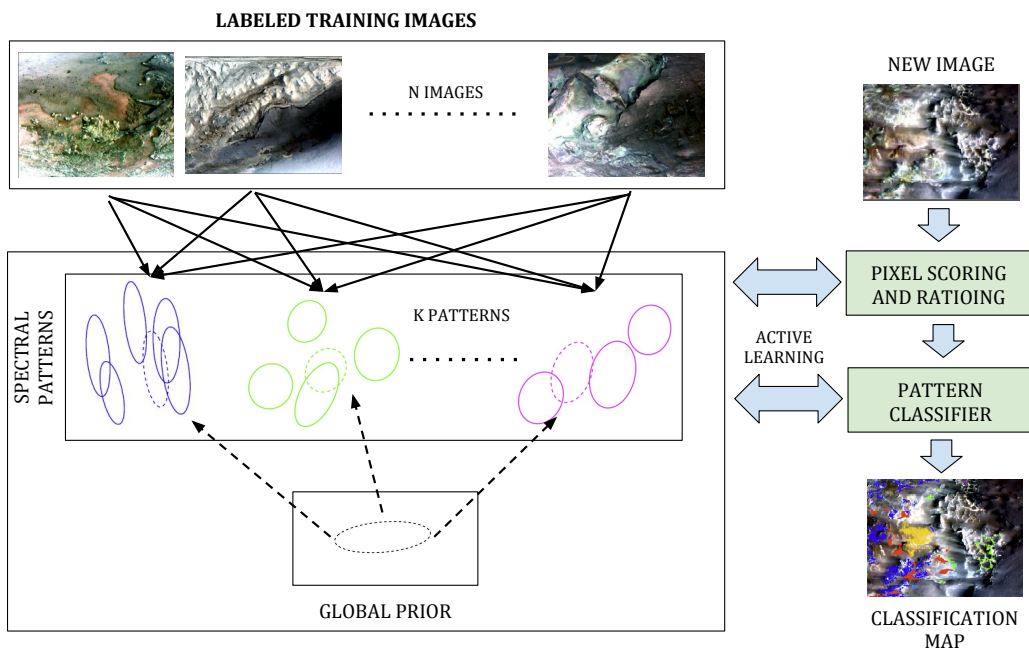 LABELED TRAINING IMAGES
N IMAGES
SPECTRAL
PATTERNS
K PATTERNS
GLOBAL PRIOR
NEW IMAGE
PIXEL SCORING
AND RATIOING
ACTIVE
LEARNING
PATTERN
CLASSIFIER
CLASSIFICATION
MAP